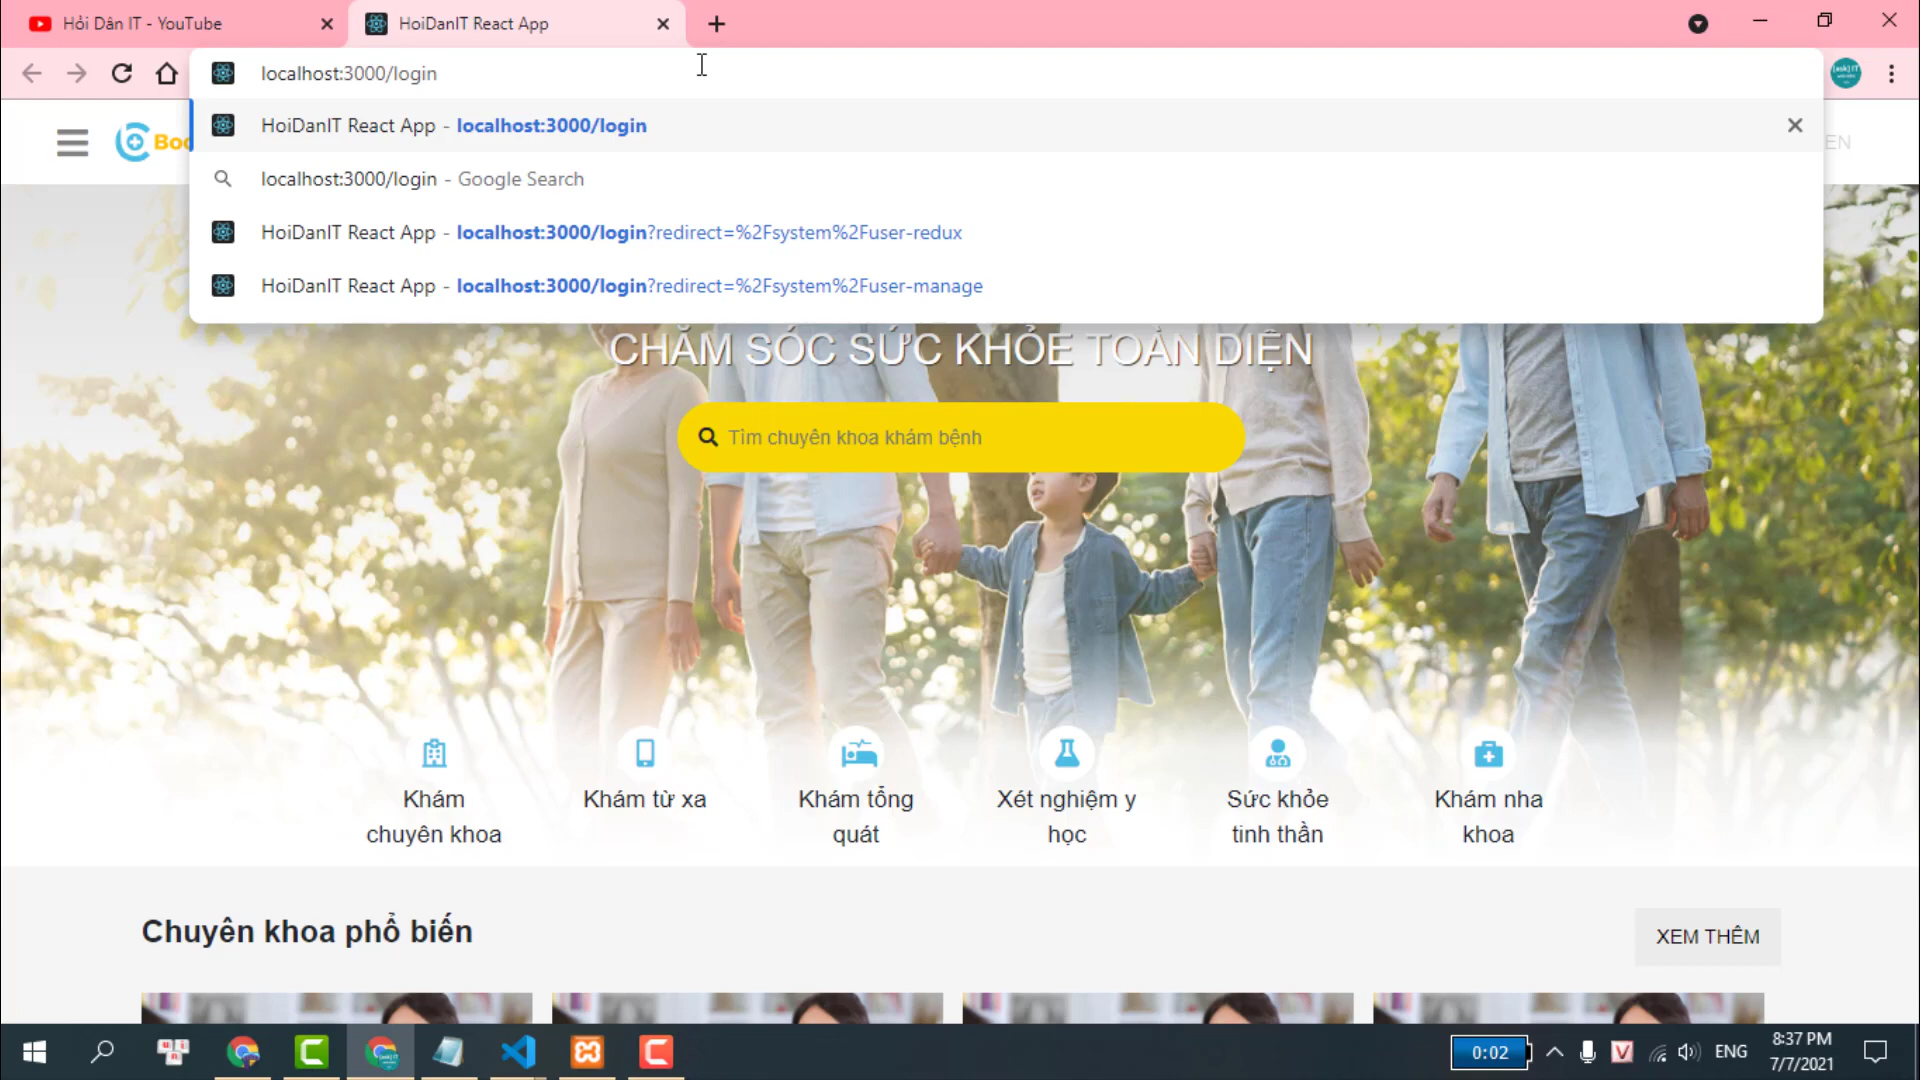 Hỏi Dân IT - YouTube
HoiDanIT React App
localhost:3000/login
HoiDanIT React App - localhost:3000/login
localhost:3000/login - Google Search
HoiDanIT React App - localhost:3000/login?redirect=%2Fsystem%2Fuser-redux
HoiDanIT React App - localhost:3000/login?redirect=%2Fsystem%2Fuser-manage
Boo
EN
CHĂM SÓC SỨC KHỎE TOÀN DIỆN
Tìm chuyên khoa khám bệnh
Khám
chuyên khoa
Khám từ xa
Khám tổng
quát
Xét nghiệm y
học
Sức khỏe
tinh thần
Khám nha
khoa
Chuyên khoa phổ biến
XEM THÊM
0:02
ENG
8:37 PM
7/7/2021